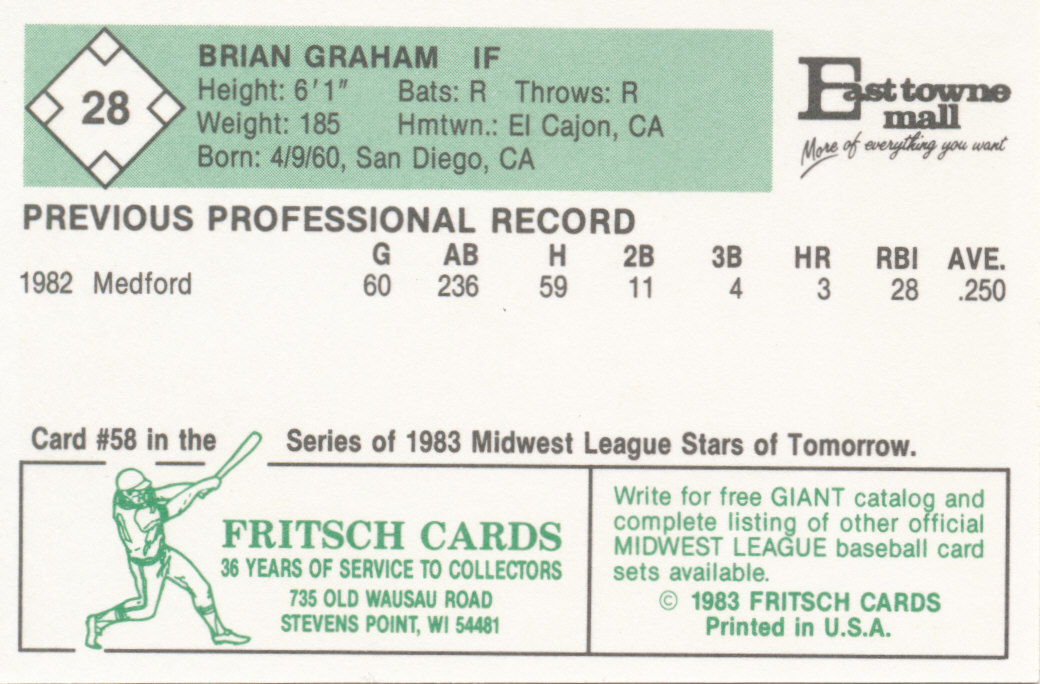 28
BRIAN GRAHAM IF
Height: 6'1" Bats: R Throws: R
Weight: 185 Hmtwn.: El Cajon, CA
Born: 4/9/60, San Diego, CA
East towne
mall
More of everything you want
PREVIOUS PROFESSIONAL RECORD
G AB H 2B 3B HR RBI AVE.
1982 Medford 60 236 59 11 4 3 28 .250
Card #58 in the Series of 1983 Midwest League Stars of Tomorrow.
FRITSCH CARDS
36 YEARS OF SERVICE TO COLLECTORS
735 OLD WAUSAU ROAD
STEVENS POINT, WI 54481
Write for free GIANT catalog and
complete listing of other official
MIDWEST LEAGUE baseball card
sets available.
© 1983 FRITSCH CARDS
Printed in U.S.A.